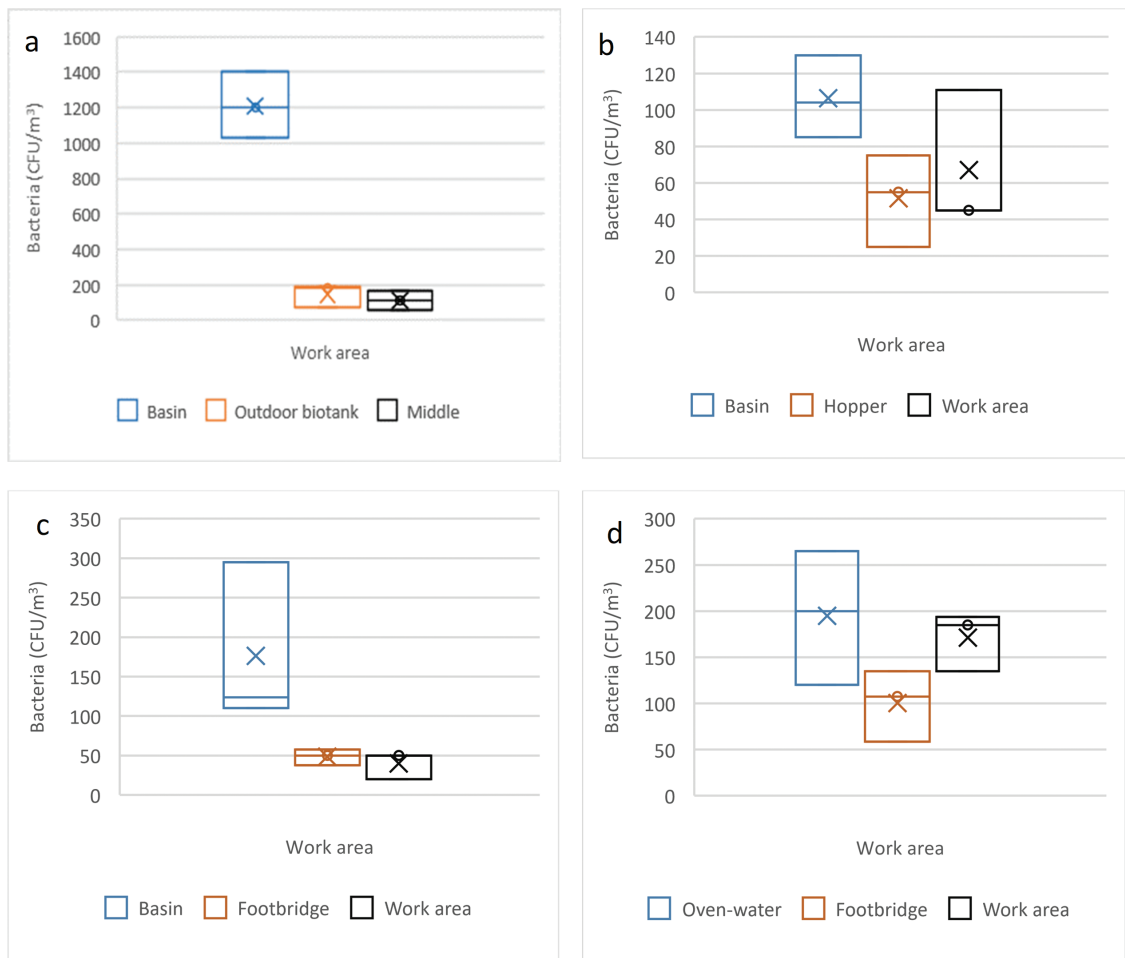 a
1600
1400
1200
1000
800
600
400
200
0
Bacteria (CFU/m³)
Work area
Basin Outdoor biotank Middle
b
140
120
100
80
60
40
20
0
Bacteria (CFU/m³)
Work area
Basin Hopper Work area
c
350
300
250
200
150
100
50
0
Bacteria (CFU/m³)
Work area
Basin Footbridge Work area
d
300
250
200
150
100
50
0
Bacteria (CFU/m³)
Work area
Oven-water Footbridge Work area